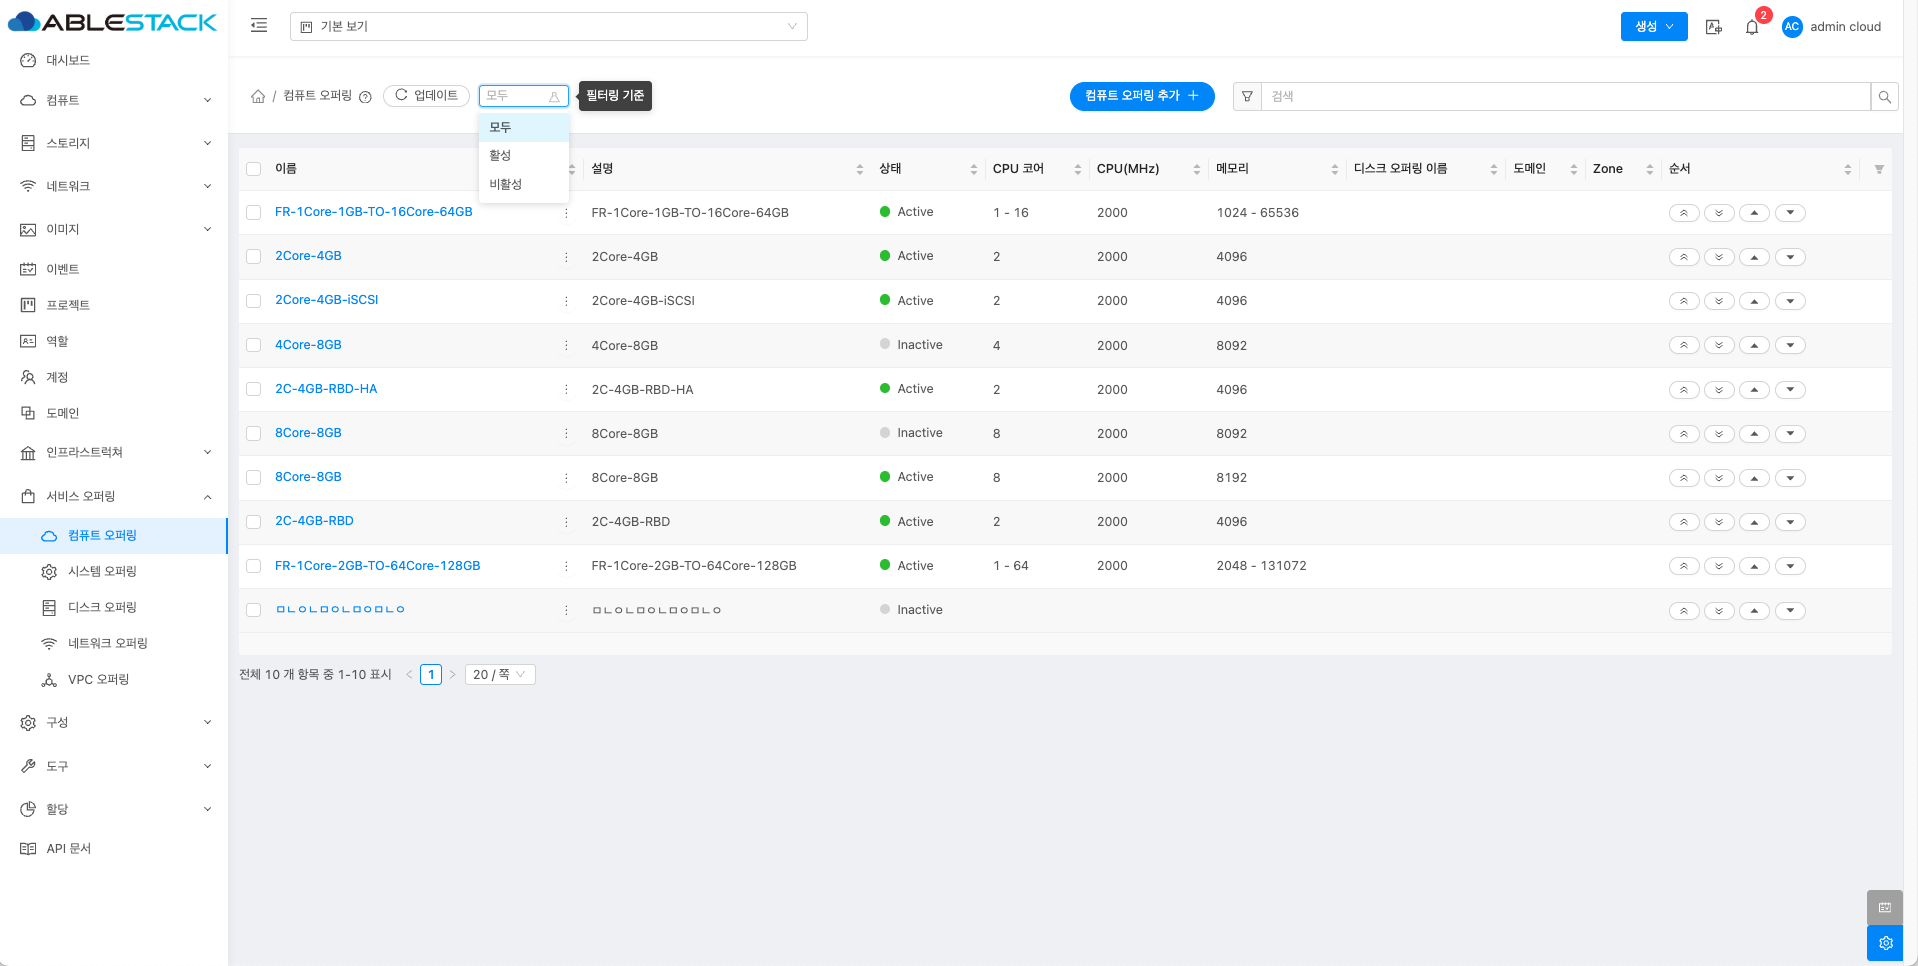 ABLESTACK
기본 보기
생성
2
AC
admin cloud
대시보드
컴퓨트
스토리지
네트워크
이미지
이벤트
프로젝트
역할
계정
도메인
인프라스트럭쳐
서비스 오퍼링
컴퓨트 오퍼링
시스템 오퍼링
디스크 오퍼링
네트워크 오퍼링
VPC 오퍼링
구성
도구
할당
API 문서
/ 컴퓨트 오퍼링
업데이트
모두
필터링 기준
컴퓨트 오퍼링 추가
검색
모두
활성
비활성
이름 설명 상태 CPU 코어 CPU(MHz) 메모리 디스크 오퍼링 이름 도메인 Zone 순서
FR-1Core-1GB-TO-16Core-64GB FR-1Core-1GB-TO-16Core-64GB Active 1 - 16 2000 1024 - 65536
2Core-4GB 2Core-4GB Active 2 2000 4096
2Core-4GB-iSCSI 2Core-4GB-iSCSI Active 2 2000 4096
4Core-8GB 4Core-8GB Inactive 4 2000 8092
2C-4GB-RBD-HA 2C-4GB-RBD-HA Active 2 2000 4096
8Core-8GB 8Core-8GB Inactive 8 2000 8092
8Core-8GB 8Core-8GB Active 8 2000 8192
2C-4GB-RBD 2C-4GB-RBD Active 2 2000 4096
FR-1Core-2GB-TO-64Core-128GB FR-1Core-2GB-TO-64Core-128GB Active 1 - 64 2000 2048 - 131072
ㅁㄴㅇㄴㅁㅇㄴㅁㅇㅁㄴㅇ ㅁㄴㅇㄴㅁㅇㄴㅁㅇㅁㄴㅇ Inactive
전체 10 개 항목 중 1-10 표시
1
20 / 쪽